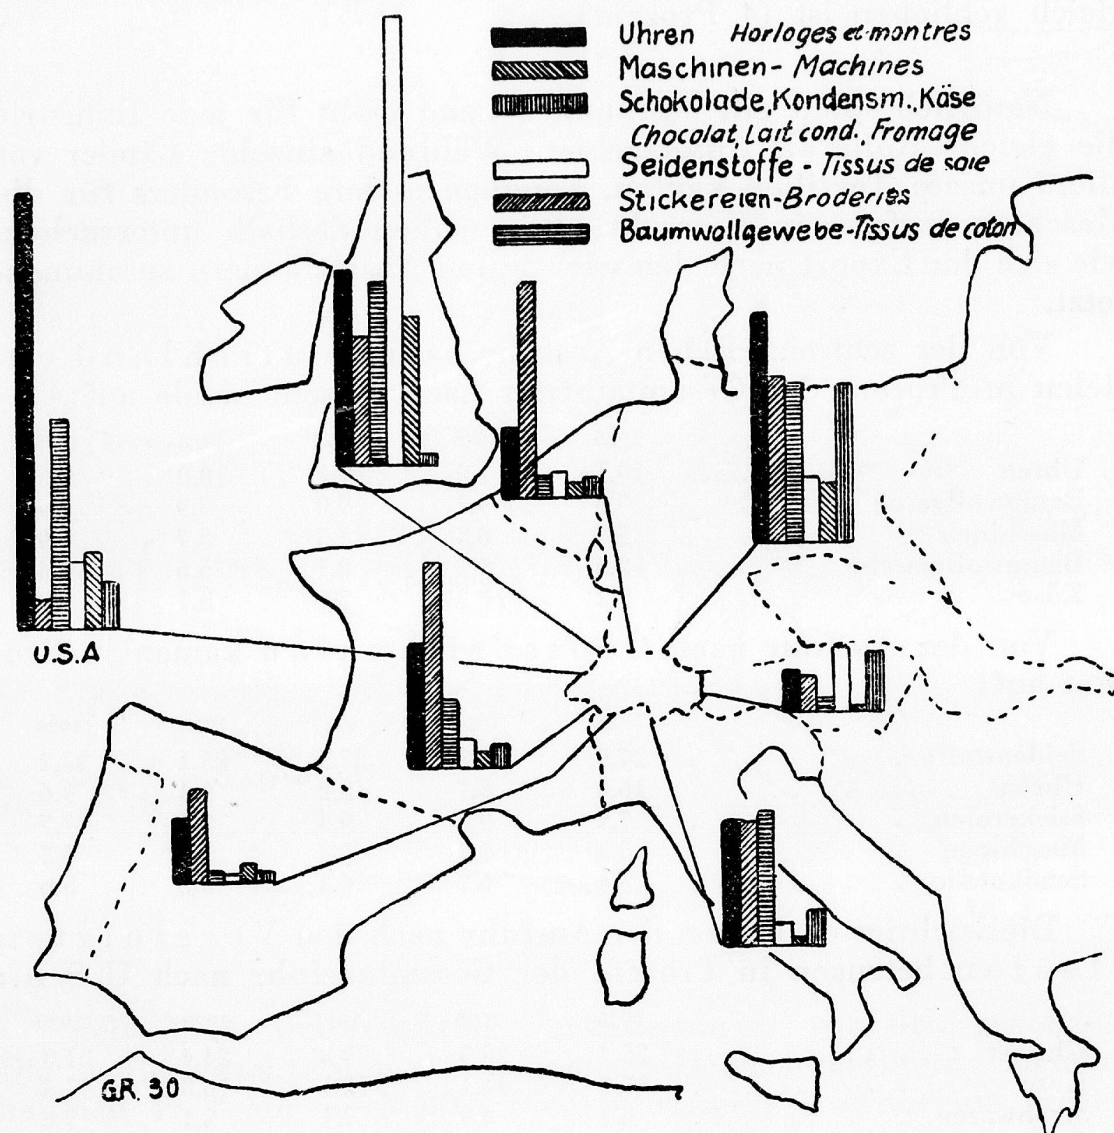 Uhren Horloges et montres
Maschinen - Machines
Schokolade, Kondensm., Käse
Chocolat, Lait cond., Fromage
Seidenstoffe - Tissus de soie
Stickereien - Broderies
Baumwollgewebe - Tissus de coton
U.S.A
GR. 30